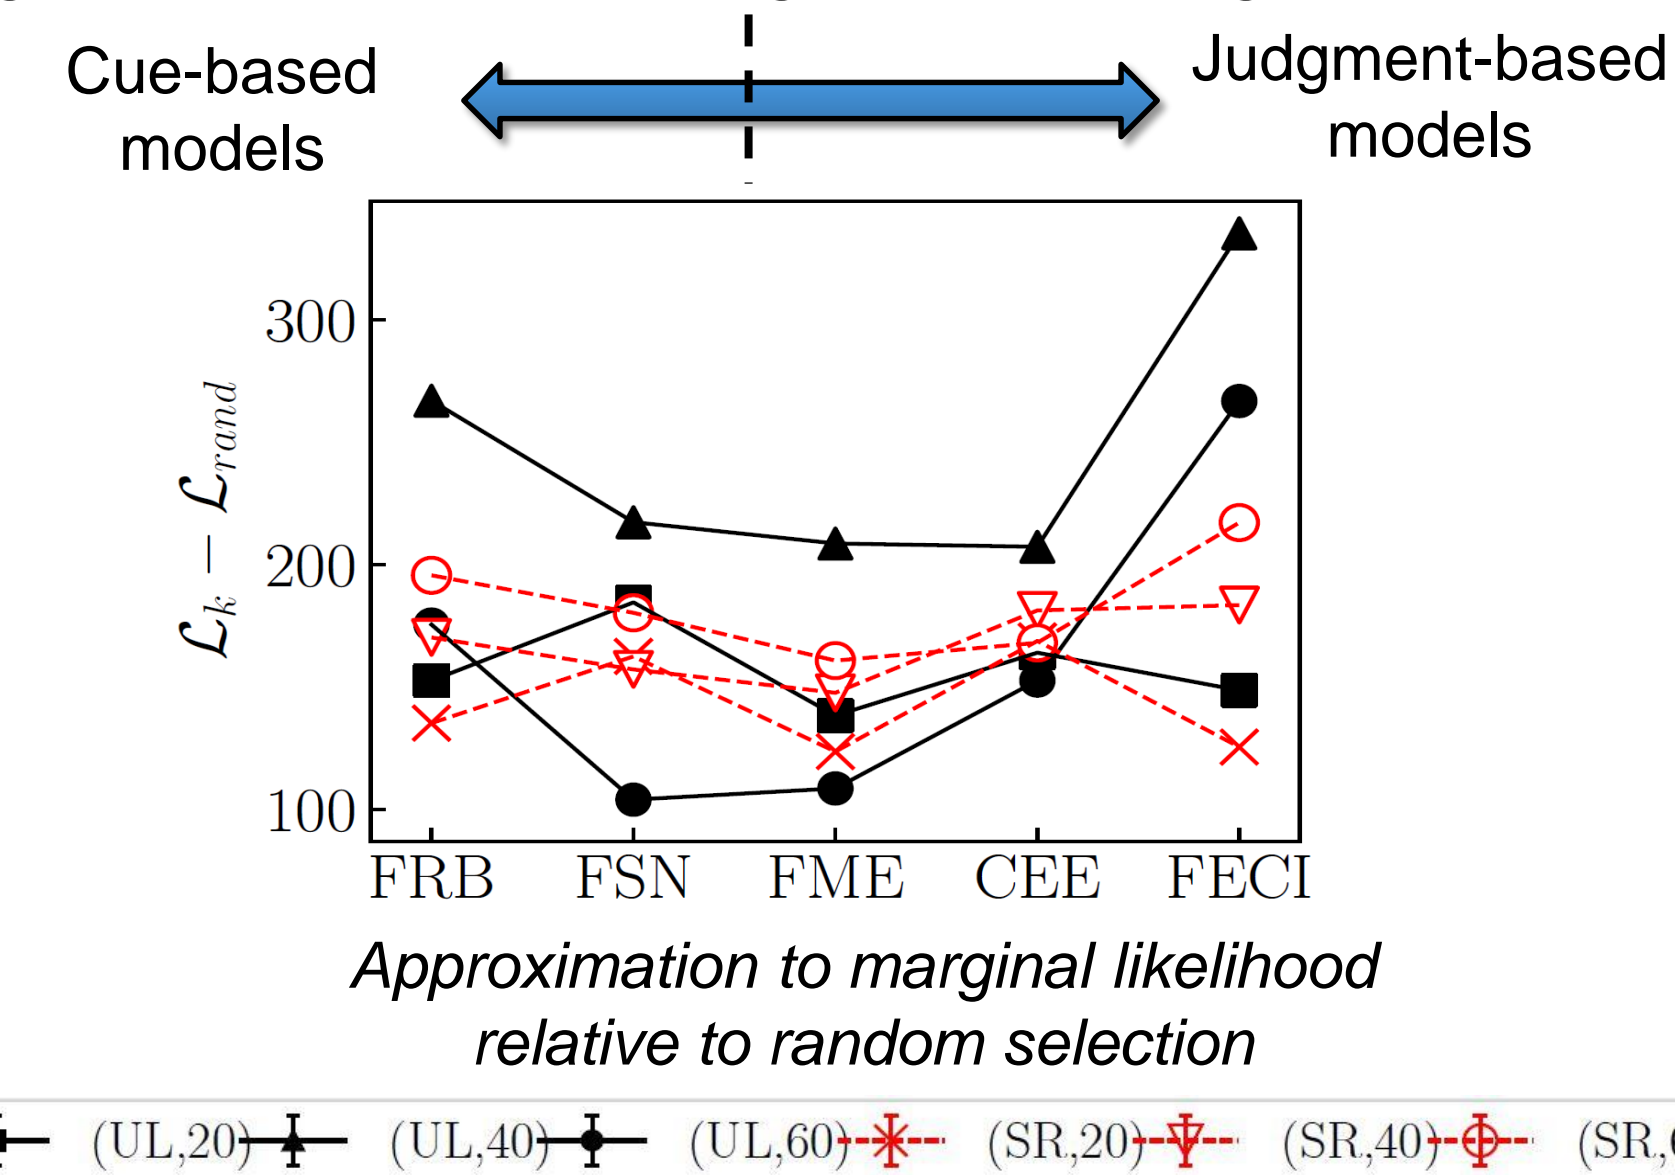 Cue-based
models
Judgment-based
models
300
200
100
ℒk − ℒrand
FRB FSN FME CEE FECI
Approximation to marginal likelihood
relative to random selection
(UL,20) (UL,40) (UL,60) (SR,20) (SR,40) (SR,